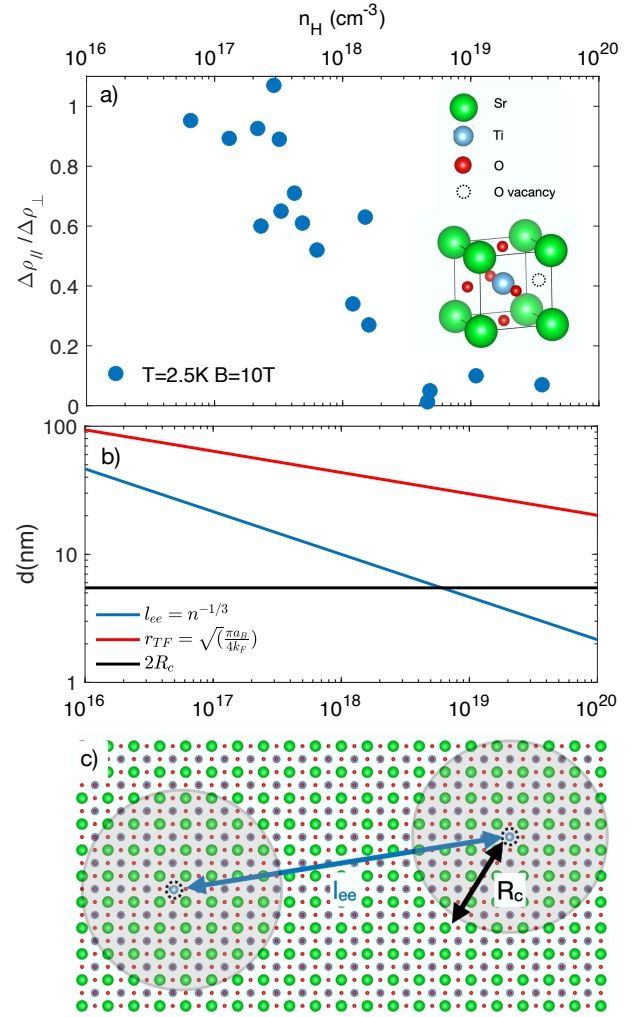 n_H (cm^-3)
10^16 10^17 10^18 10^19 10^20
a)
1
0.8
0.6
0.4
0.2
0
Δρ_// /Δρ_⊥
Sr
Ti
O
O vacancy
T=2.5K B=10T
b)
100
10
1
d(nm)
l_ee = n^-1/3
r_TF = √(πa_B/4k_F)
2R_c
10^16 10^17 10^18 10^19 10^20
c)
l_ee
R_c